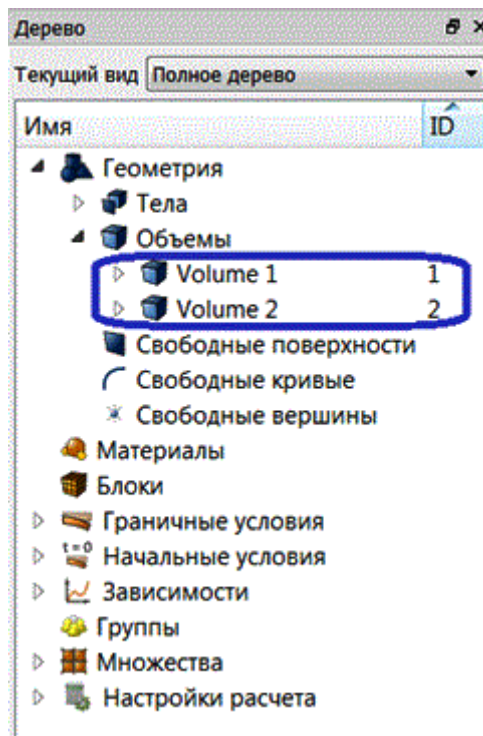 Дерево
Текущий вид Полное дерево
Имя ID
Геометрия
Тела
Объемы
Volume 1 1
Volume 2 2
Свободные поверхности
Свободные кривые
Свободные вершины
Материалы
Блоки
Граничные условия
t=0 Начальные условия
Зависимости
Группы
Множества
Настройки расчета